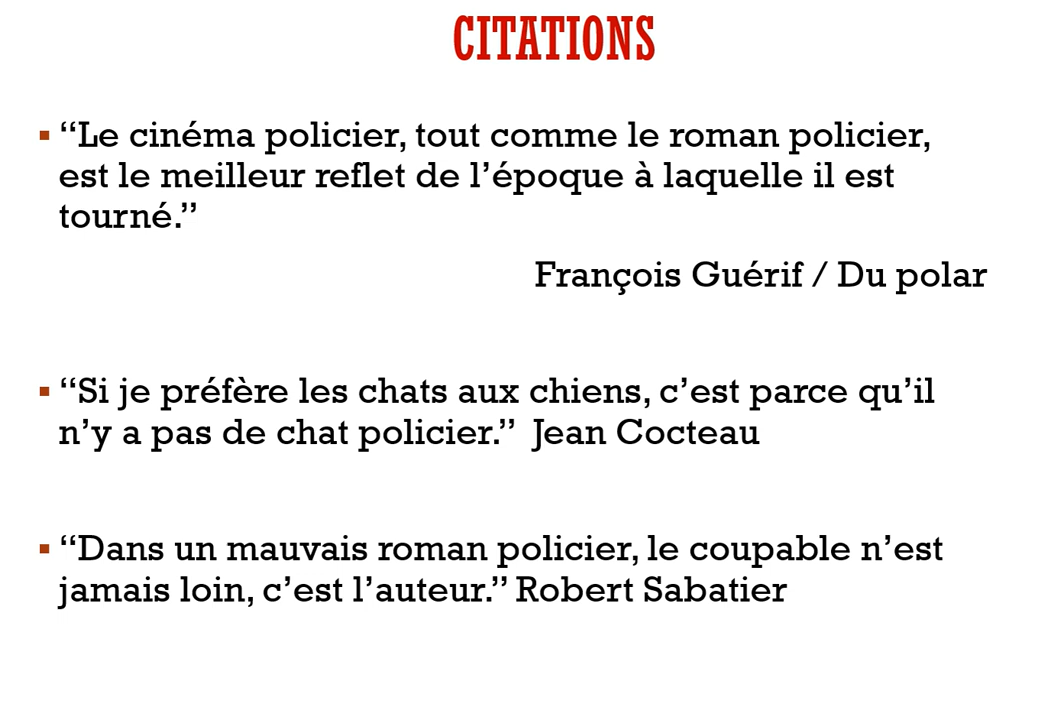 CITATIONS
▪ “Le cinéma policier, tout comme le roman policier,
est le meilleur reflet de l’époque à laquelle il est
tourné.”
François Guérif / Du polar
▪ “Si je préfère les chats aux chiens, c’est parce qu’il
n’y a pas de chat policier.” Jean Cocteau
▪ “Dans un mauvais roman policier, le coupable n’est
jamais loin, c’est l’auteur.” Robert Sabatier